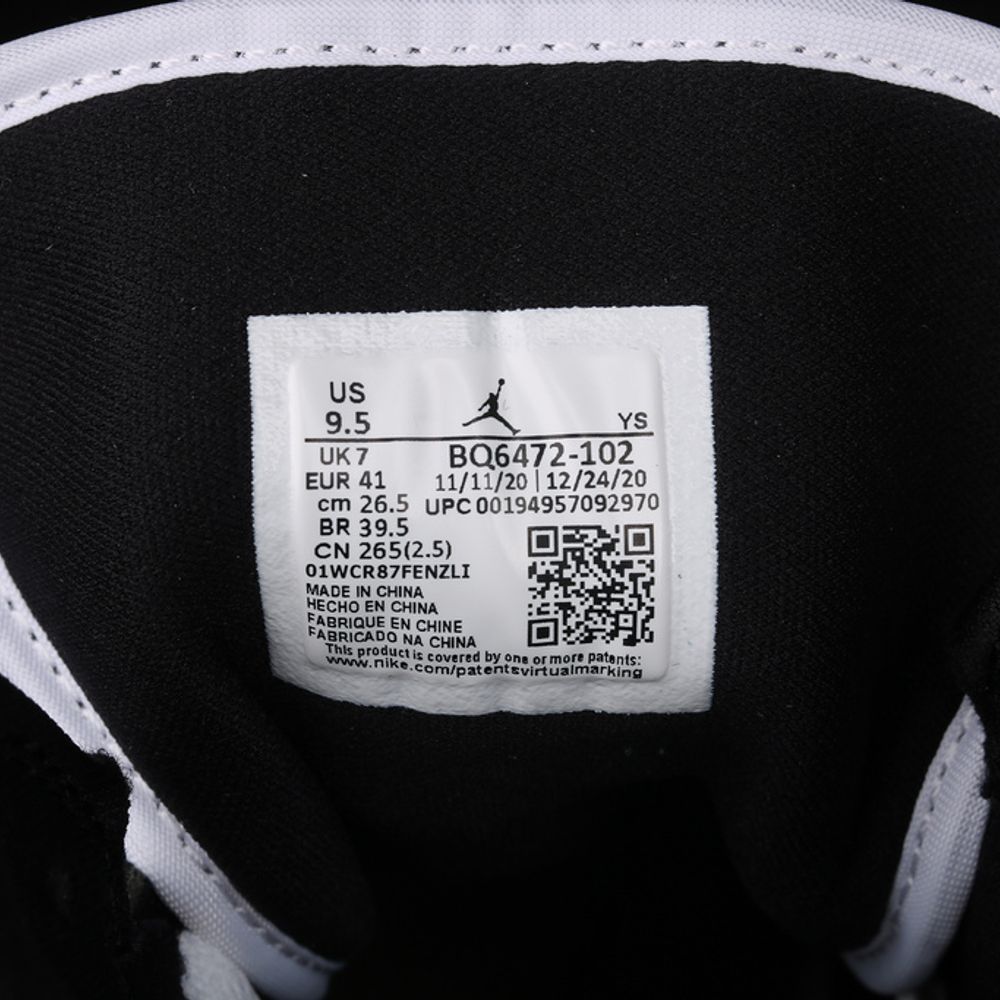 US
9.5
YS
UK 7
BQ6472-102
EUR 41
11/11/20 | 12/24/20
cm 26.5
UPC 00194957092970
BR 39.5
CN 265(2.5)
01WCR87FENZLI
MADE IN CHINA
HECHO EN CHINA
FABRIQUE EN CHINE
FABRICADO NA CHINA
This product is covered by one or more patents:
www.nike.com/patentsvirtualmarking